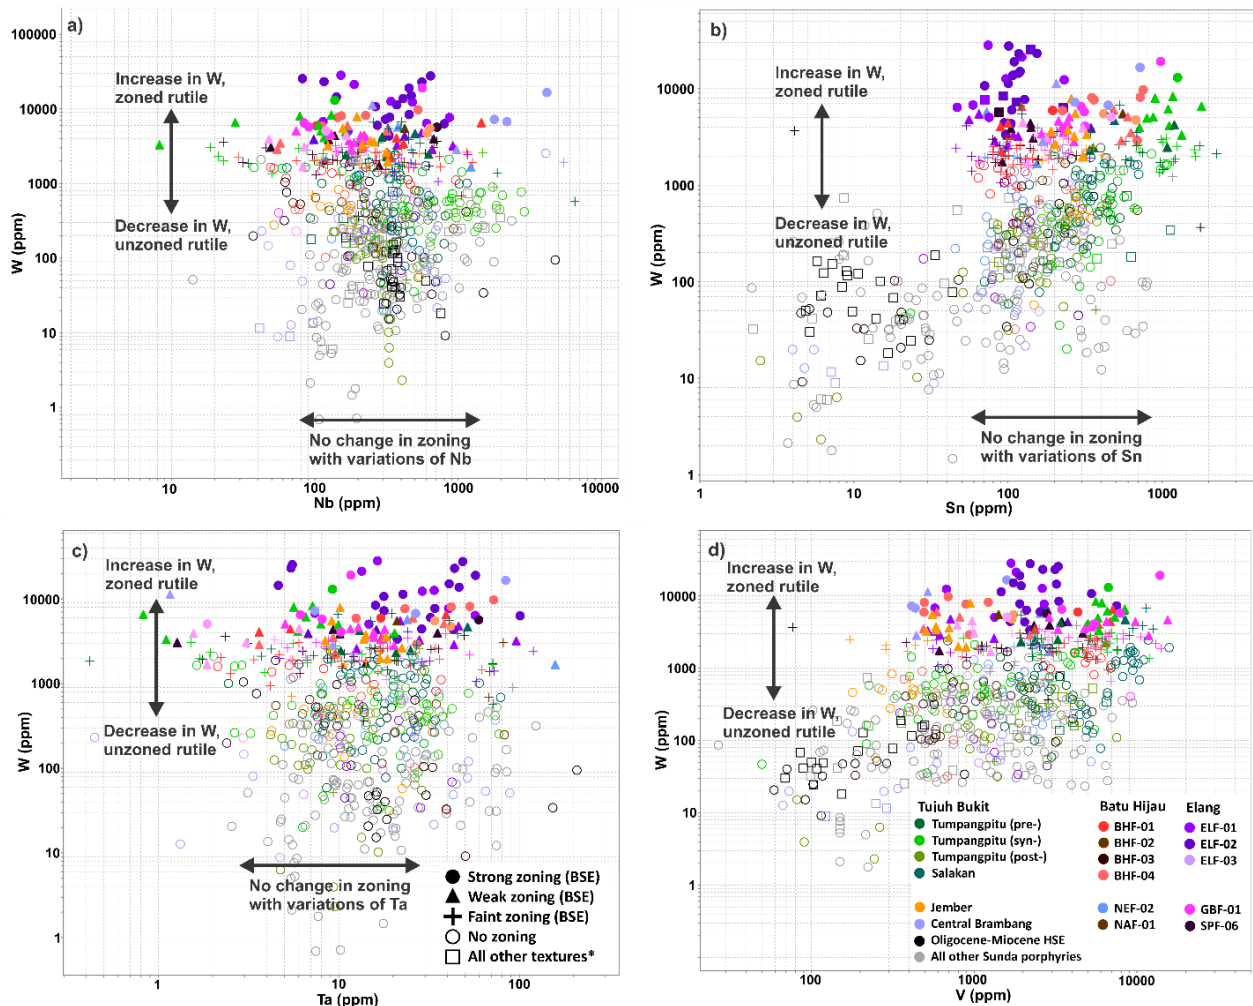 a)
100000
10000
1000
100
10
1
W (ppm)
Increase in W,
zoned rutile
Decrease in W,
unzoned rutile
No change in zoning
with variations of Nb
10
100
1000
10000
Nb (ppm)
b)
10000
1000
100
10
1
W (ppm)
Increase in W,
zoned rutile
Decrease in W,
unzoned rutile
No change in zoning
with variations of Sn
1
10
100
1000
Sn (ppm)
c)
10000
1000
100
10
1
W (ppm)
Increase in W,
zoned rutile
Decrease in W,
unzoned rutile
No change in zoning
with variations of Ta
Strong zoning (BSE)
Weak zoning (BSE)
Faint zoning (BSE)
No zoning
All other textures*
1
10
100
Ta (ppm)
d)
10000
1000
100
10
1
W (ppm)
Increase in W,
zoned rutile
Decrease in W,
unzoned rutile
Tujuh Bukit
Tumpangpitu (pre-)
Tumpangpitu (syn-)
Tumpangpitu (post-)
Salakan
Jember
Central Brambang
Oligocene-Miocene HSE
All other Sunda porphyries
Batu Hijau
BHF-01
BHF-02
BHF-03
BHF-04
NEF-02
NAF-01
Elang
ELF-01
ELF-02
ELF-03
GBF-01
SPF-06
100
1000
10000
V (ppm)